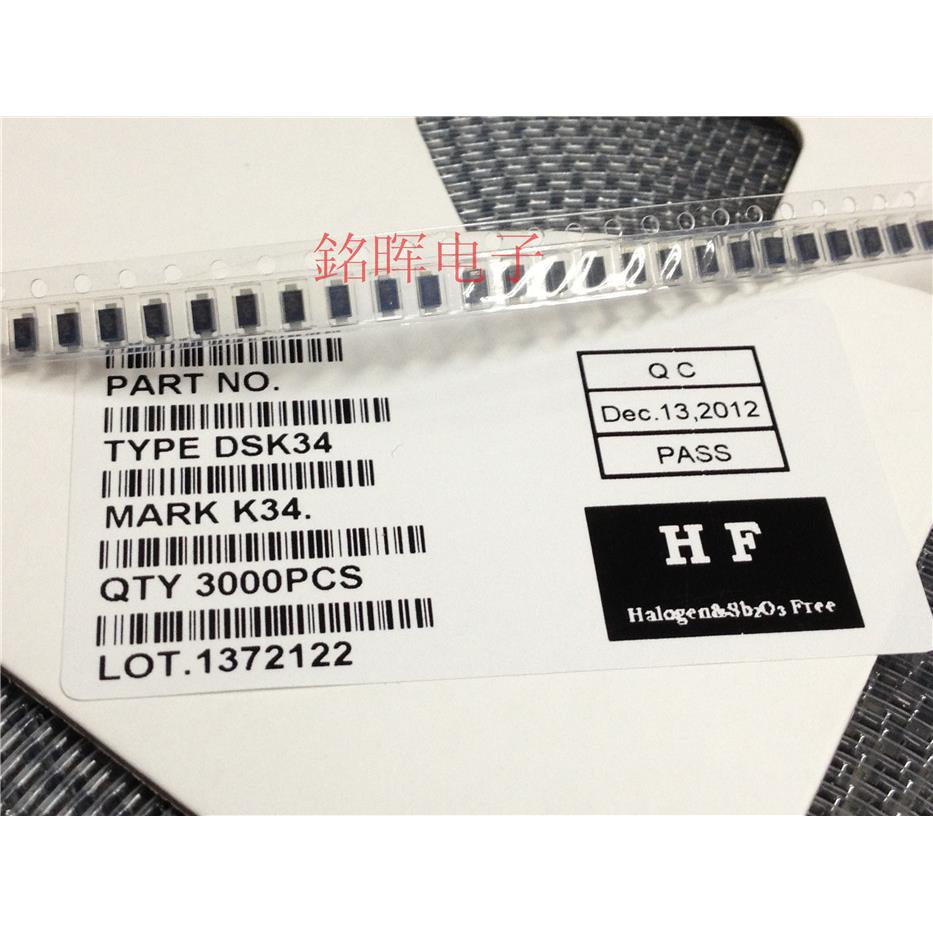 銘晖电子
PART NO.
TYPE DSK34
MARK K34.
QTY 3000PCS
LOT.1372122
QC
Dec.13,2012
PASS
HF
Halogen&Sb₂O₃ Free